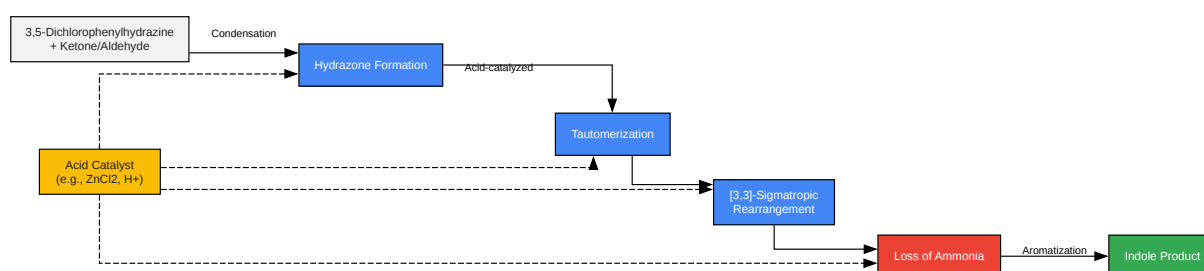 3,5-Dichlorophenylhydrazine
+ Ketone/Aldehyde
Condensation
Hydrazone Formation
Acid-catalyzed
Tautomerization
Acid Catalyst
(e.g., ZnCl2, H+)
[3,3]-Sigmatropic
Rearrangement
Loss of Ammonia
Aromatization
Indole Product